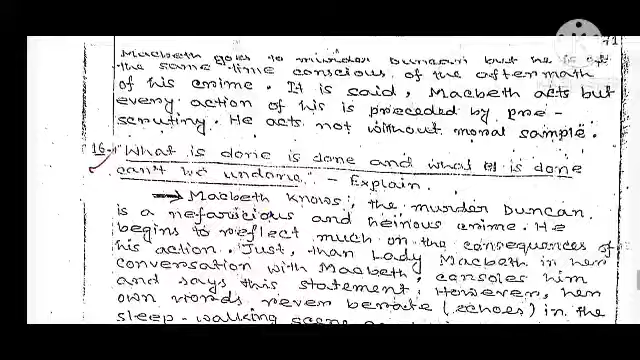 71
Macbeth goes to murder Duncan but he is at
the same time conscious of the aftermath
of his crime. It is said, Macbeth acts but
every action of his is preceded by pre-
scrutiny. He acts not without moral sample.
16. "What is done is done and what is done
can't be undone" - Explain.
→ Macbeth knows, the murder Duncan
is a nefaricious and heinous crime. He
begins to reflect much on the consequences of
his action. Just, than Lady Macbeth in her
conversation with Macbeth, consoles him
and says this statement. However, her
own words never berate (echoes) in the
sleep-walking scene